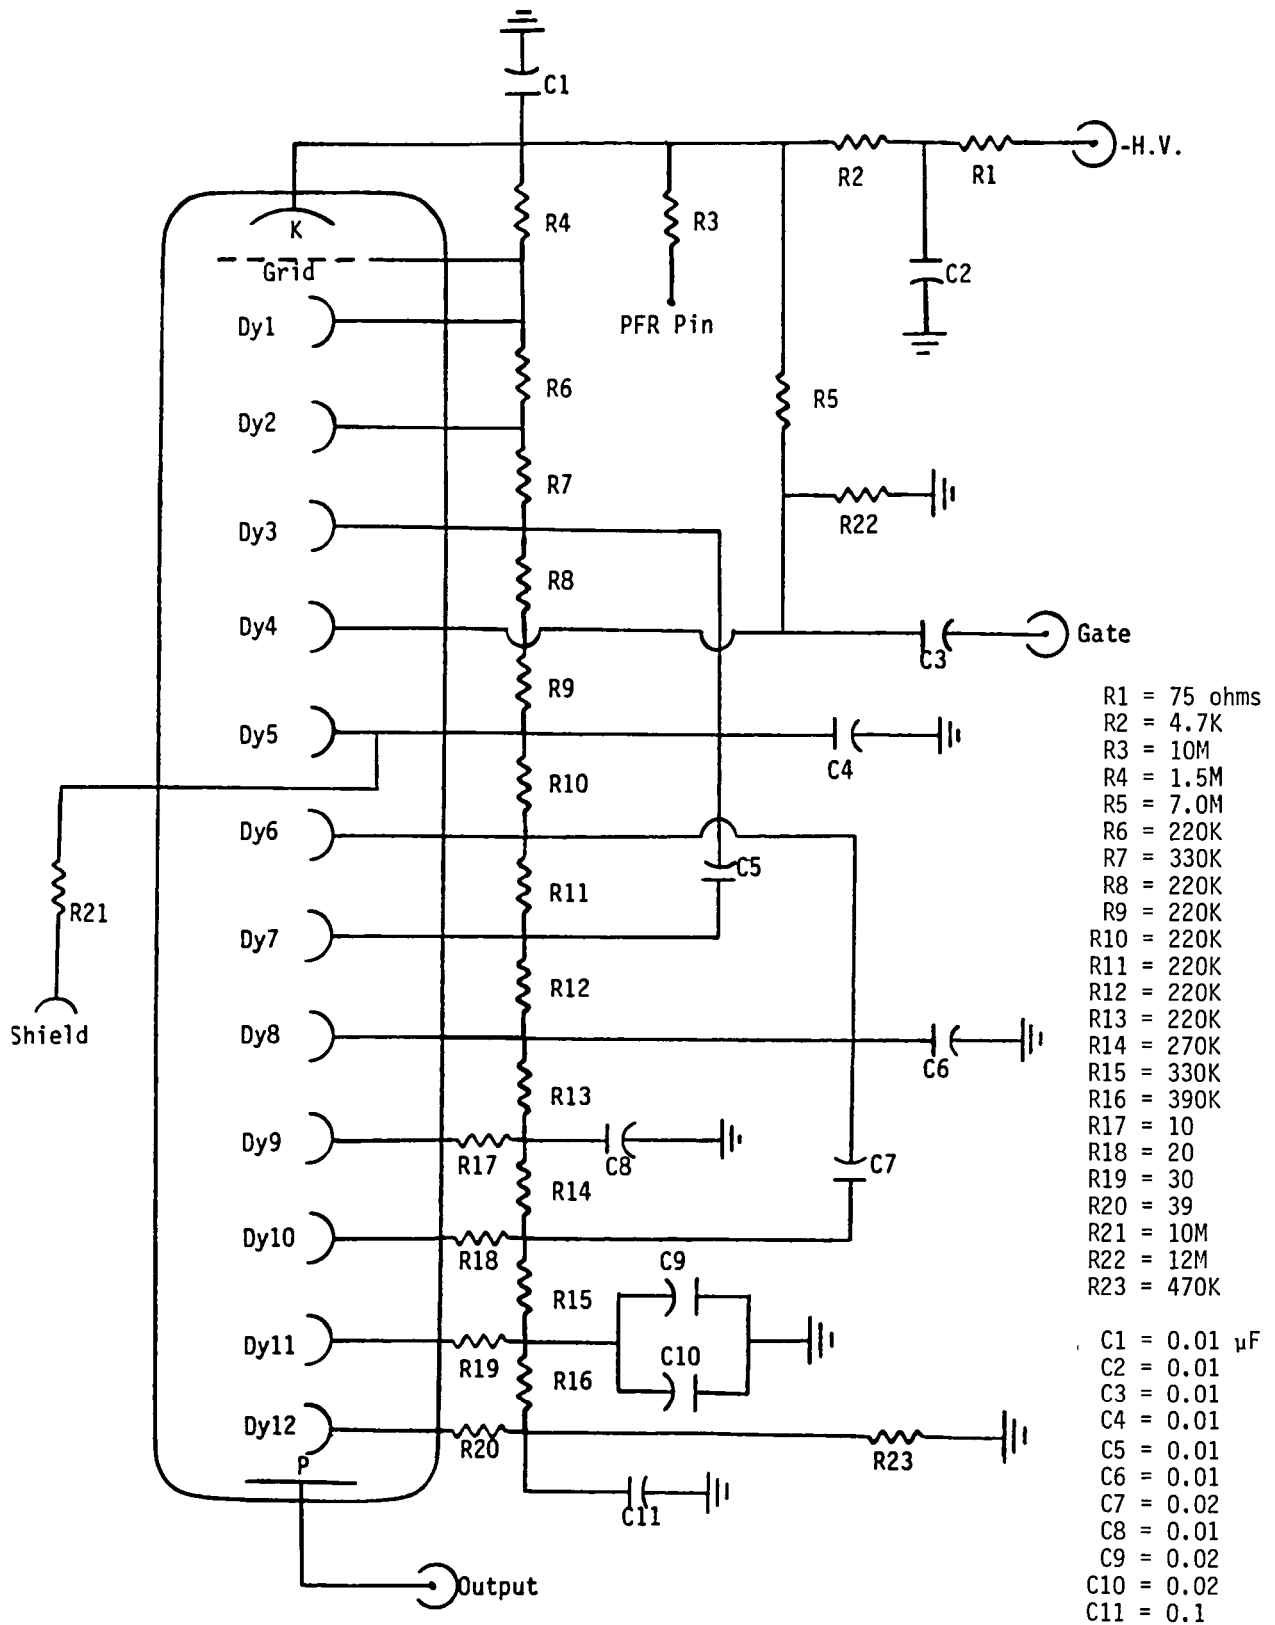 C1
-H.V.
R2
R1
K
R4
R3
Grid
C2
Dy1
PFR Pin
R6
R5
Dy2
R7
R22
Dy3
R8
Dy4
Gate
C3
R9
Dy5
C4
R10
Dy6
C5
R11
R21
Dy7
R12
Shield
Dy8
C6
R13
Dy9
R17
C8
C7
R14
Dy10
R18
C9
R15
Dy11
R19
C10
R16
Dy12
R20
R23
P
C11
Output
R1 = 75 ohms
R2 = 4.7K
R3 = 10M
R4 = 1.5M
R5 = 7.0M
R6 = 220K
R7 = 330K
R8 = 220K
R9 = 220K
R10 = 220K
R11 = 220K
R12 = 220K
R13 = 220K
R14 = 270K
R15 = 330K
R16 = 390K
R17 = 10
R18 = 20
R19 = 30
R20 = 39
R21 = 10M
R22 = 12M
R23 = 470K
C1 = 0.01 µF
C2 = 0.01
C3 = 0.01
C4 = 0.01
C5 = 0.01
C6 = 0.01
C7 = 0.02
C8 = 0.01
C9 = 0.02
C10 = 0.02
C11 = 0.1